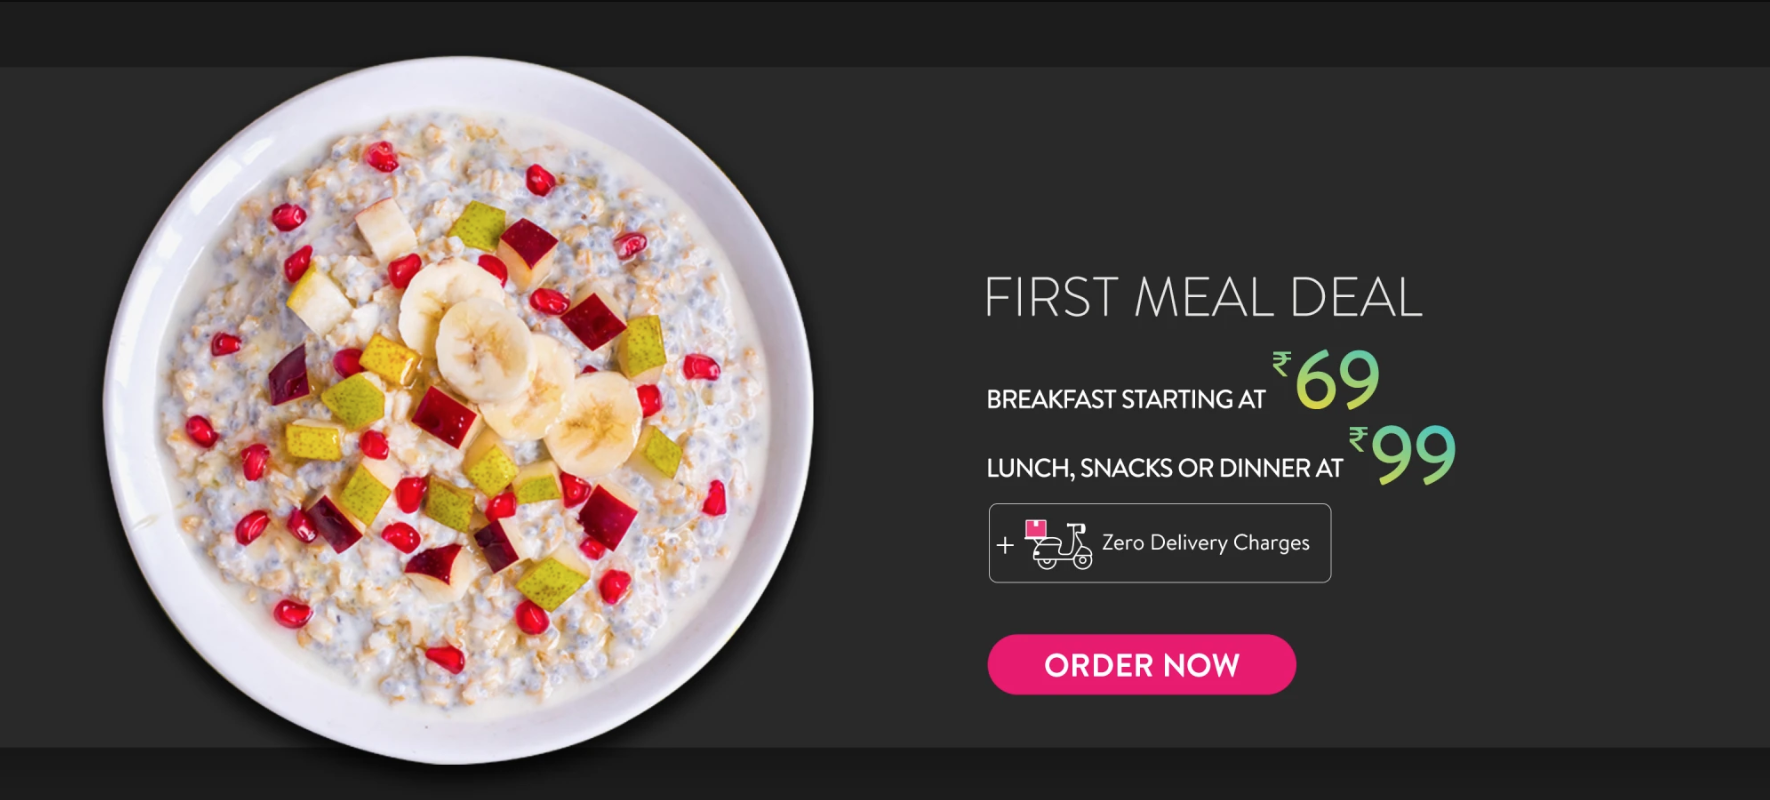 FIRST MEAL DEAL
BREAKFAST STARTING AT ₹69
LUNCH, SNACKS OR DINNER AT ₹99
+ Zero Delivery Charges
ORDER NOW